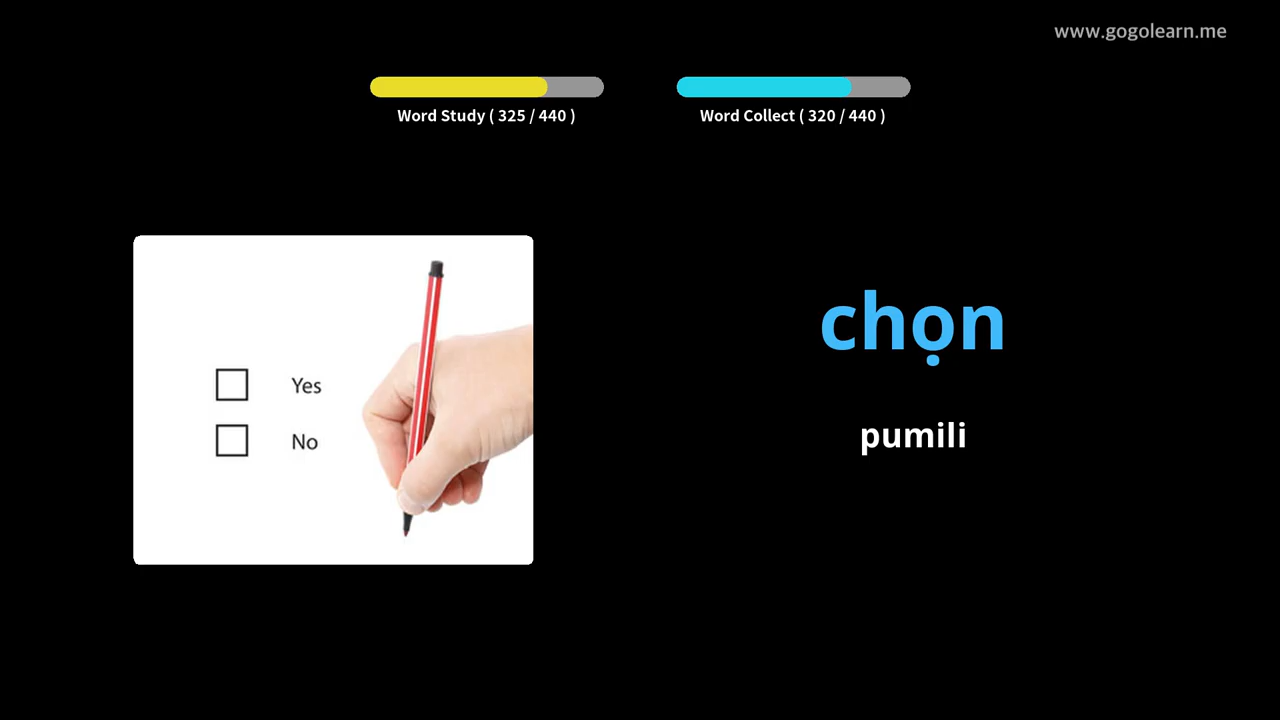 www.gogolearn.me
Word Study ( 325 / 440 )
Word Collect ( 320 / 440 )
Yes
No
chọn
pumili